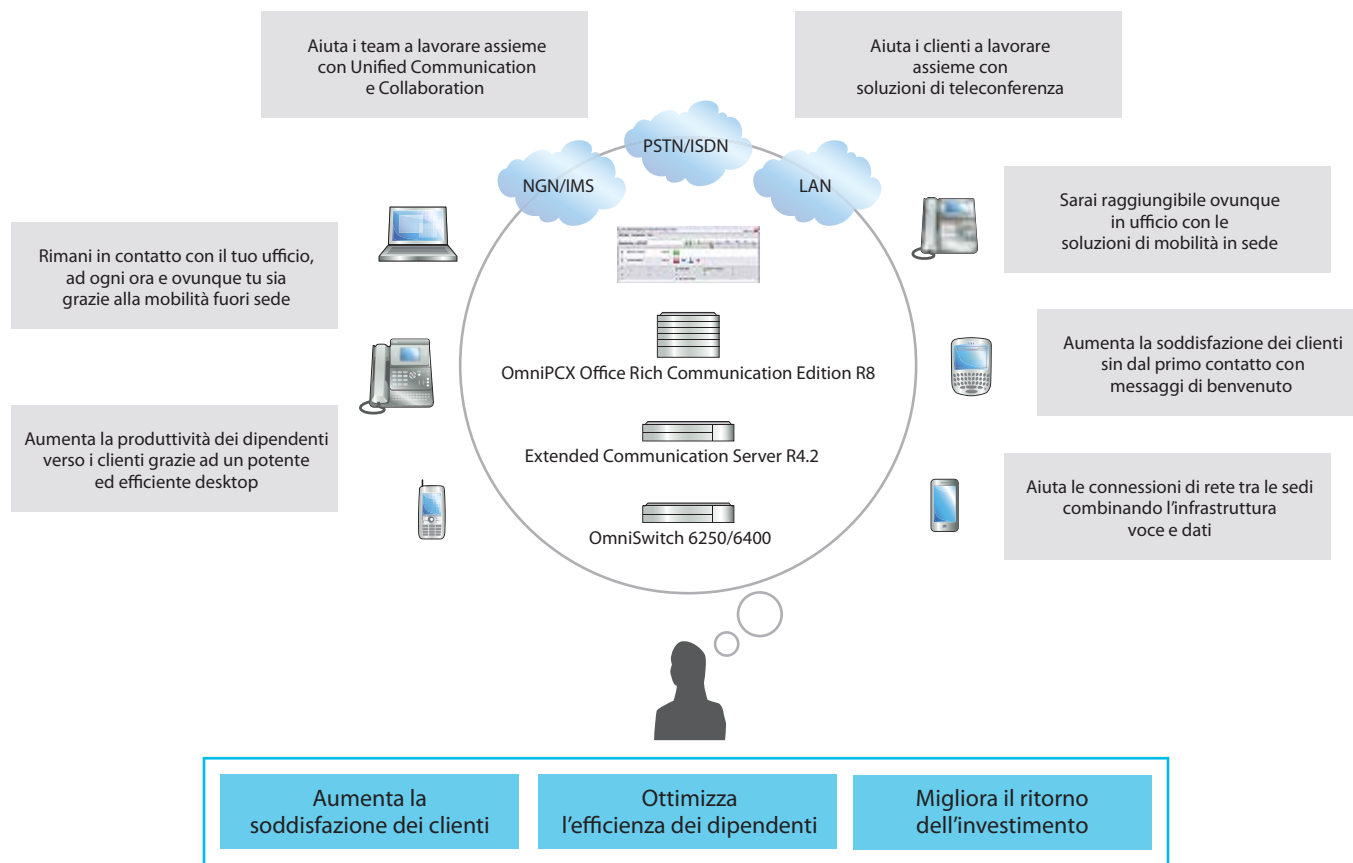 Aiuta i team a lavorare assieme
con Unified Communication
e Collaboration
Aiuta i clienti a lavorare
assieme con
soluzioni di teleconferenza
PSTN/ISDN
NGN/IMS
LAN
Rimani in contatto con il tuo ufficio,
ad ogni ora e ovunque tu sia
grazie alla mobilità fuori sede
Sarai raggiungibile ovunque
in ufficio con le
soluzioni di mobilità in sede
OmniPCX Office Rich Communication Edition R8
Aumenta la soddisfazione dei clienti
sin dal primo contatto con
messaggi di benvenuto
Aumenta la produttività dei dipendenti
verso i clienti grazie ad un potente
ed efficiente desktop
Extended Communication Server R4.2
Aiuta le connessioni di rete tra le sedi
combinando l'infrastruttura
voce e dati
OmniSwitch 6250/6400
Aumenta la
soddisfazione dei clienti
Ottimizza
l'efficienza dei dipendenti
Migliora il ritorno
dell'investimento